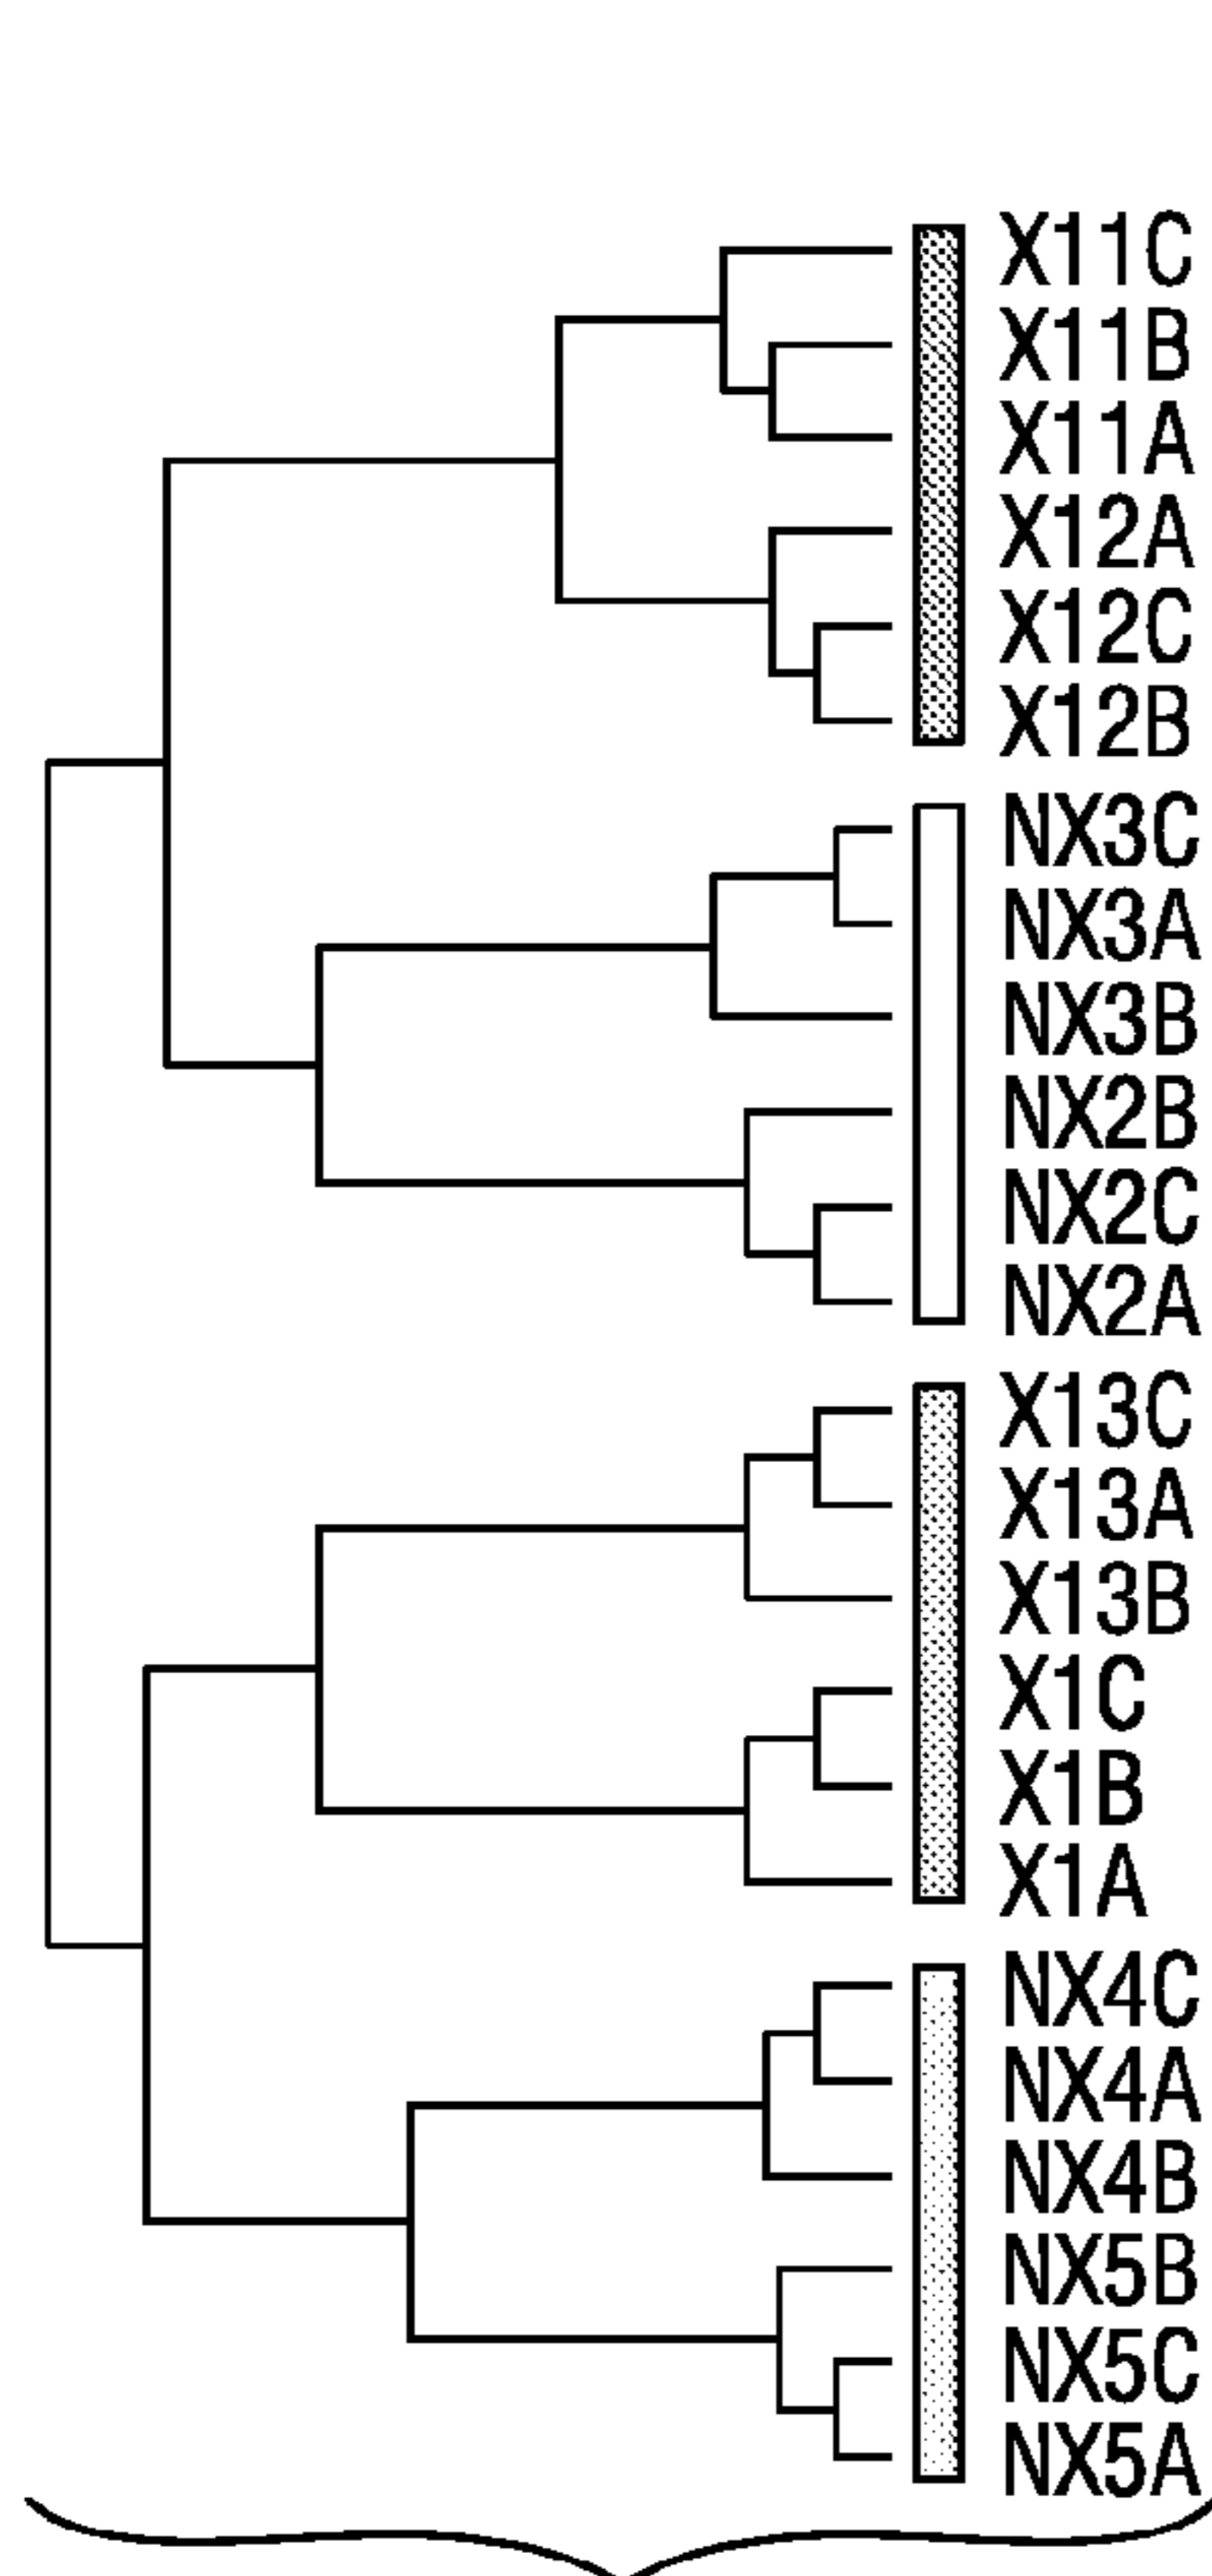 X11C
X11B
X11A
X12A
X12C
X12B
NX3C
NX3A
NX3B
NX2B
NX2C
NX2A
X13C
X13A
X13B
X1C
X1B
X1A
NX4C
NX4A
NX4B
NX5B
NX5C
NX5A